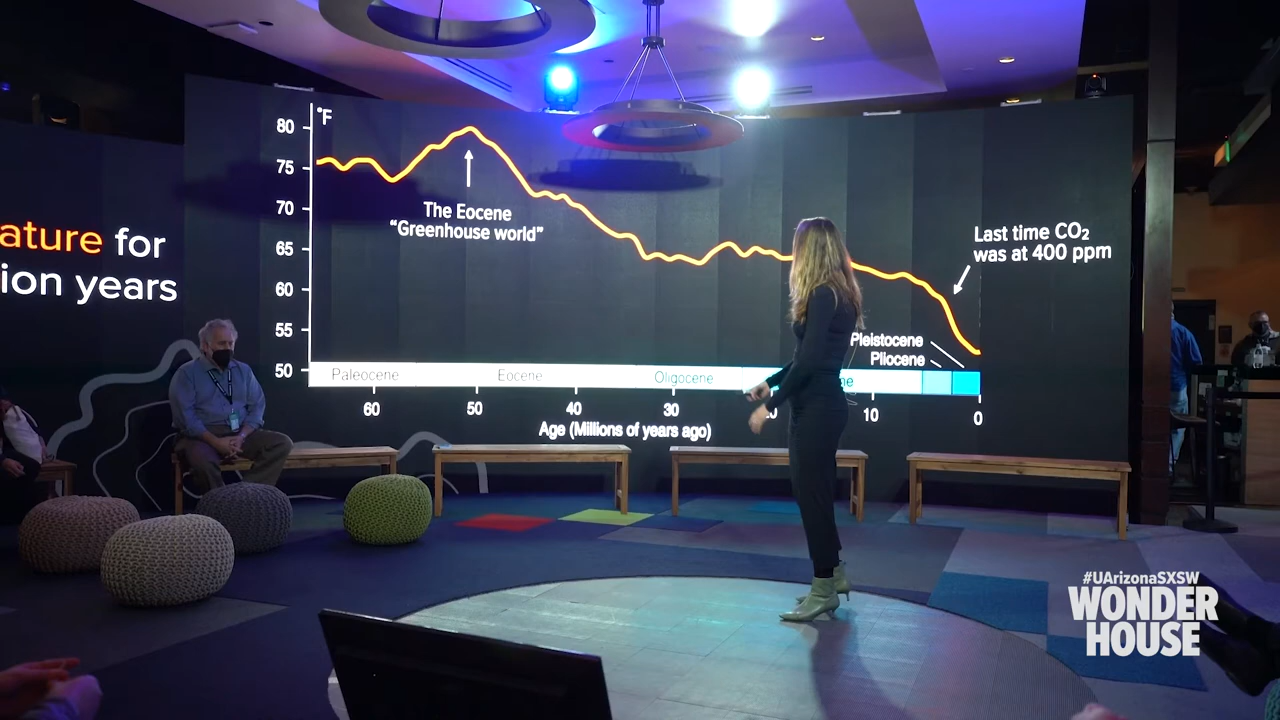 ature for
ion years
°F
80
75
70
65
60
55
50
The Eocene
“Greenhouse world”
Last time CO₂
was at 400 ppm
Pleistocene
Pliocene
Paleocene
Eocene
Oligocene
60
50
40
30
10
0
Age (Millions of years ago)
#UArizonaSXSW
WONDER
HOUSE